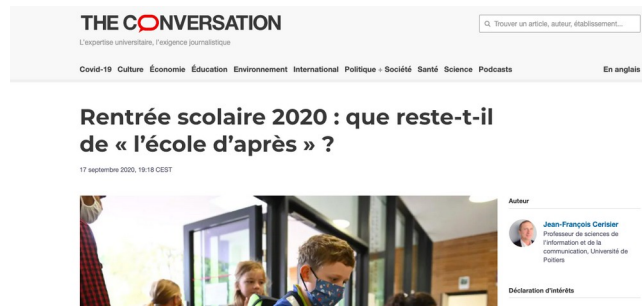 THE CONVERSATION
L'expertise universitaire, l'exigence journalistique
Trouver un article, auteur, établissement...
Covid-19 Culture Économie Éducation Environnement International Politique + Société Santé Science Podcasts En anglais
Rentrée scolaire 2020 : que reste-t-il
de « l'école d'après » ?
17 septembre 2020, 19:18 CEST
Auteur
Jean-François Cerisier
Professeur de sciences de
l'information et de la
communication, Université de
Poitiers
Déclaration d'intérêts